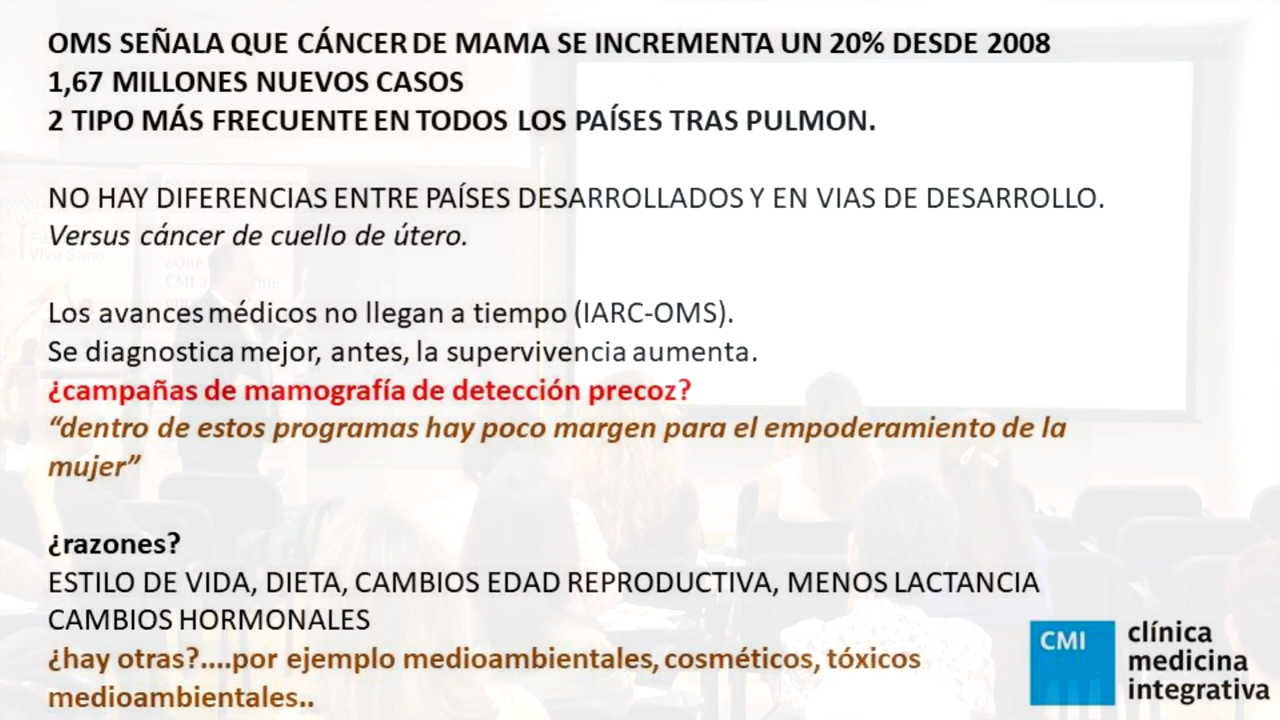 OMS SEÑALA QUE CÁNCER DE MAMA SE INCREMENTA UN 20% DESDE 2008
1,67 MILLONES NUEVOS CASOS
2 TIPO MÁS FRECUENTE EN TODOS LOS PAÍSES TRAS PULMON.
NO HAY DIFERENCIAS ENTRE PAÍSES DESARROLLADOS Y EN VIAS DE DESARROLLO.
Versus cáncer de cuello de útero.
Los avances médicos no llegan a tiempo (IARC-OMS).
Se diagnostica mejor, antes, la supervivencia aumenta.
¿campañas de mamografía de detección precoz?
“dentro de estos programas hay poco margen para el empoderamiento de la
mujer”
¿razones?
ESTILO DE VIDA, DIETA, CAMBIOS EDAD REPRODUCTIVA, MENOS LACTANCIA
CAMBIOS HORMONALES
¿hay otras?....por ejemplo medioambientales, cosméticos, tóxicos
medioambientales..
CMI
clínica
medicina
integrativa
Vivo Sano
¿Qué
CMI